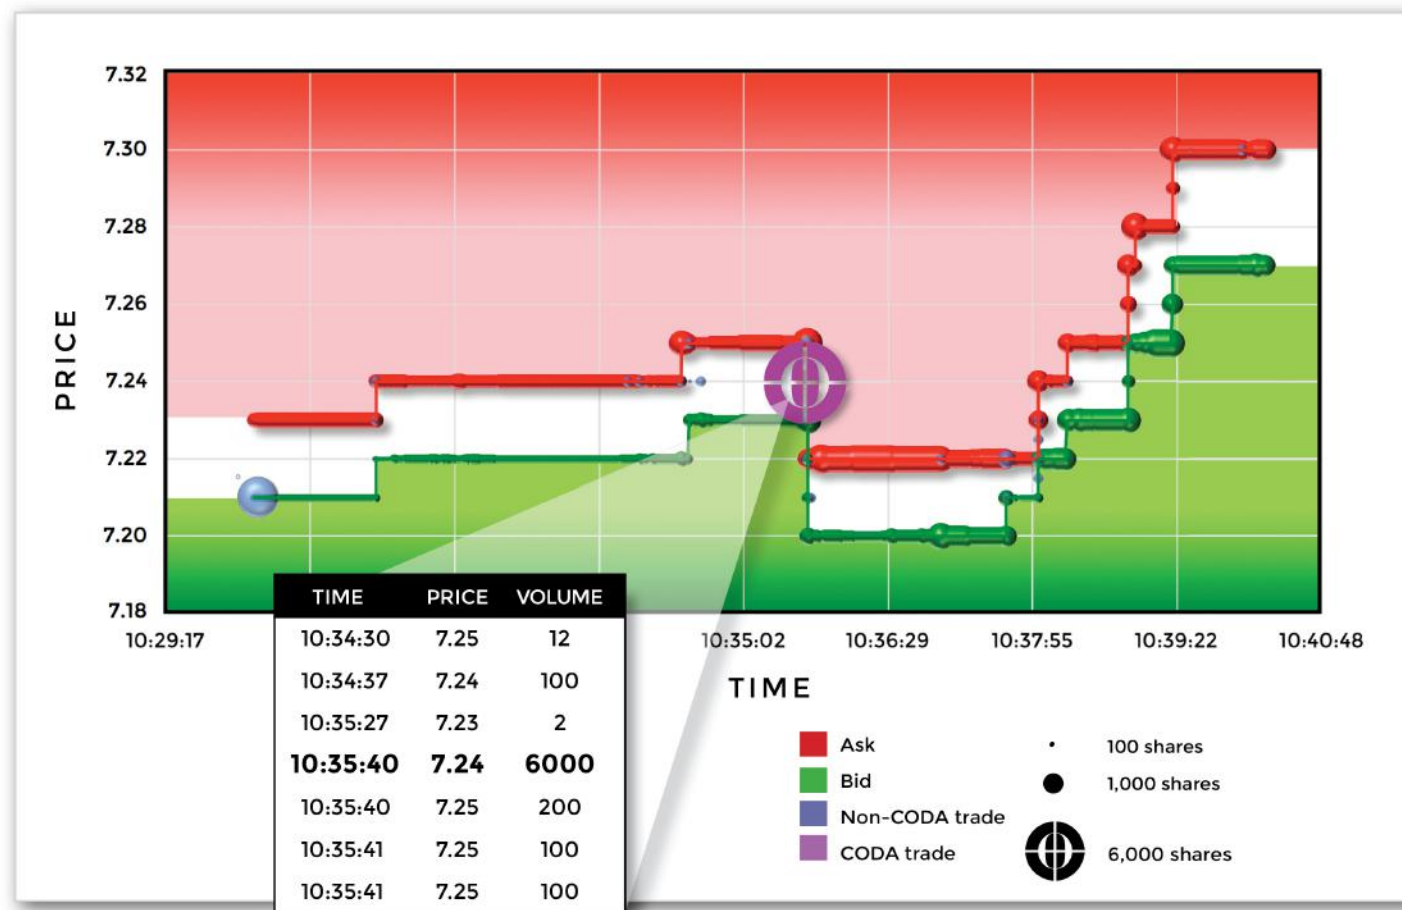 7.32
7.30
7.28
7.26
7.24
7.22
7.20
7.18
PRICE
10:29:17
10:35:02
10:36:29
10:37:55
10:39:22
10:40:48
TIME
TIME PRICE VOLUME
10:34:30 7.25 12
10:34:37 7.24 100
10:35:27 7.23 2
10:35:40 7.24 6000
10:35:40 7.25 200
10:35:41 7.25 100
10:35:41 7.25 100
Ask
Bid
Non-CODA trade
CODA trade
100 shares
1,000 shares
6,000 shares